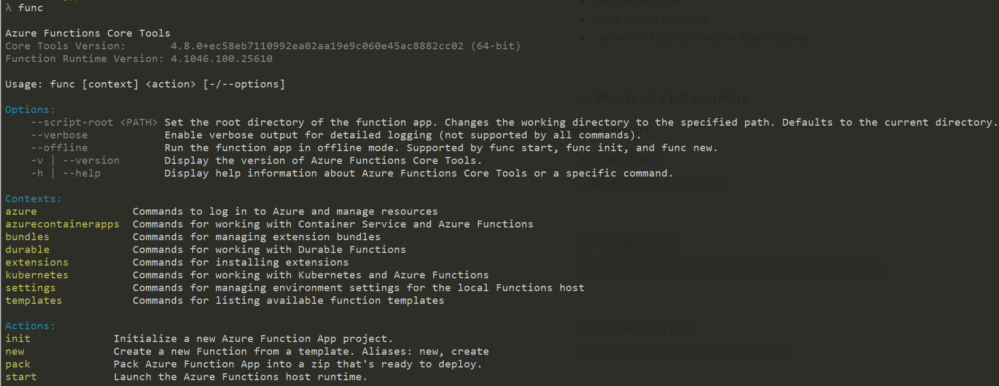 λ func
Azure Functions Core Tools
Core Tools Version:       4.8.0+ec58eb7110992ea02aa19e9c060e45ac8882cc02 (64-bit)
Function Runtime Version: 4.1046.100.25610
Usage: func [context] <action> [-/--options]
Options:
--script-root <PATH> Set the root directory of the function app. Changes the working directory to the specified path. Defaults to the current directory.
--verbose            Enable verbose output for detailed logging (not supported by all commands).
--offline            Run the function app in offline mode. Supported by func start, func init, and func new.
-v | --version       Display the version of Azure Functions Core Tools.
-h | --help          Display help information about Azure Functions Core Tools or a specific command.
Contexts:
azure               Commands to log in to Azure and manage resources
azurecontainerapps  Commands for working with Container Service and Azure Functions
bundles             Commands for managing extension bundles
durable             Commands for working with Durable Functions
extensions          Commands for installing extensions
kubernetes          Commands for working with Kubernetes and Azure Functions
settings            Commands for managing environment settings for the local Functions host
templates           Commands for listing available function templates
Actions:
init             Initialize a new Azure Function App project.
new              Create a new Function from a template. Aliases: new, create
pack             Pack Azure Function App into a zip that's ready to deploy.
start            Launch the Azure Functions host runtime.
de build le projet
de le publier sur Azure
de mettre à jour la Function App existante
Pourquoi c'est un piège
func start
lance en local uniquement
az webapp up
déploie une Web App classique (pas spécifique Functions)
dotnet publish
compile le projet mais ne le déploie pas